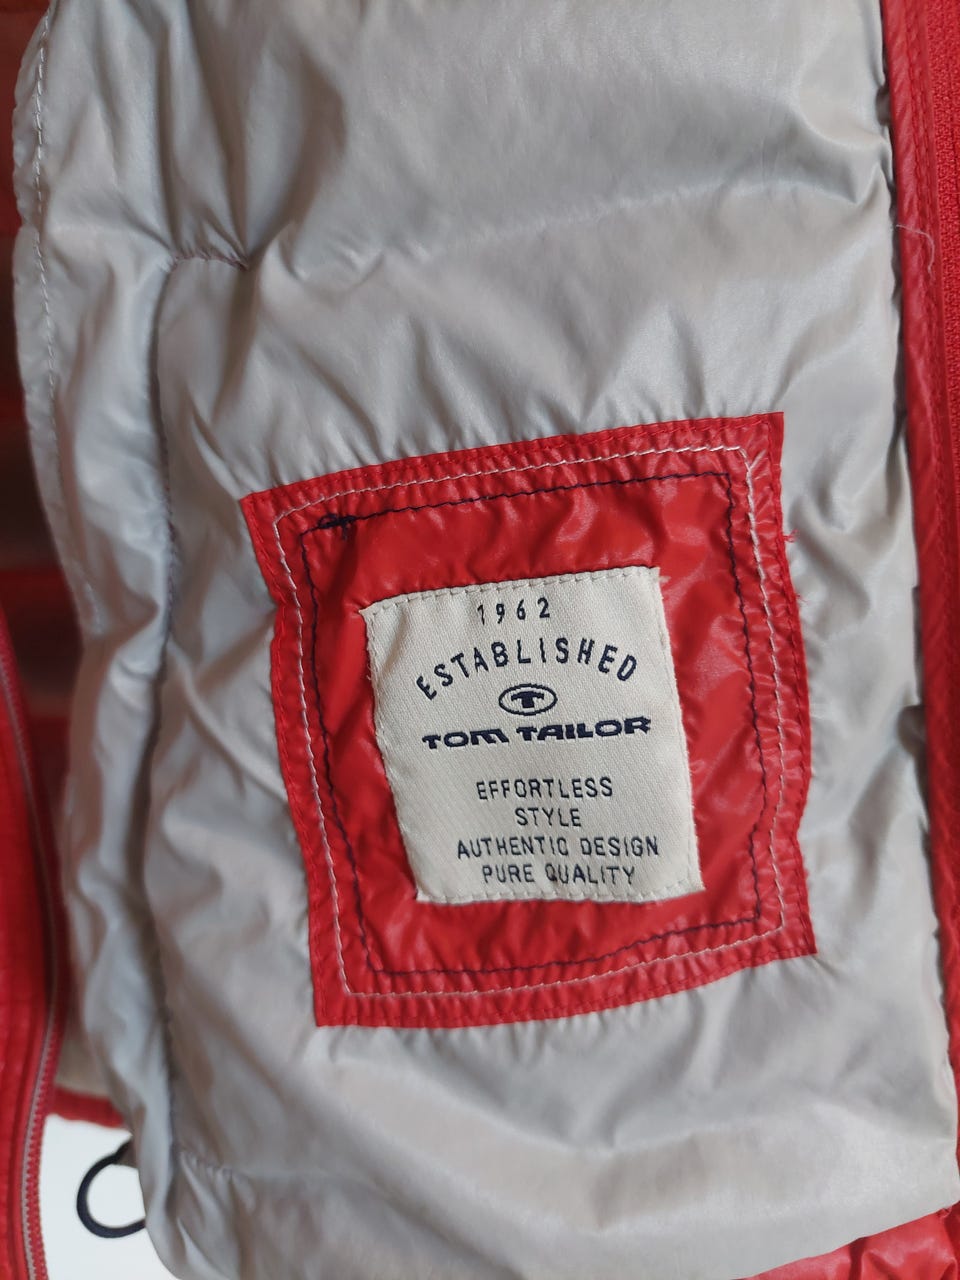 1962
ESTABLISHED
T
TOM TAILOR
EFFORTLESS
STYLE
AUTHENTIC DESIGN
PURE QUALITY